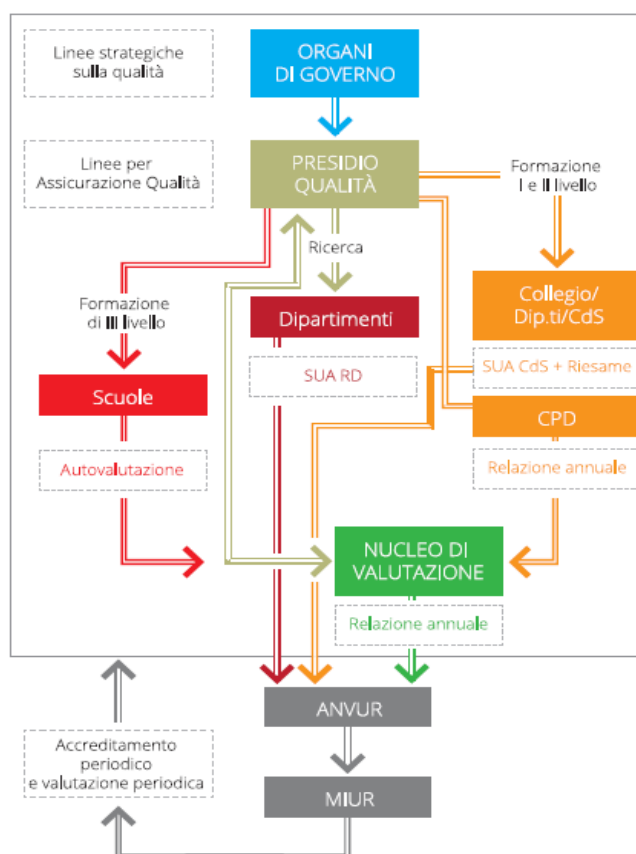 Linee strategiche
sulla qualità
ORGANI
DI GOVERNO
Linee per
Assicurazione Qualità
PRESIDIO
QUALITÀ
Formazione
I e II livello
Ricerca
Formazione
di III livello
Dipartimenti
Collegio/
Dip.ti/CdS
SUA RD
SUA CdS + Riesame
Scuole
CPD
Autovalutazione
Relazione annuale
NUCLEO DI
VALUTAZIONE
Relazione annuale
ANVUR
Accreditamento
periodico
e valutazione periodica
MIUR